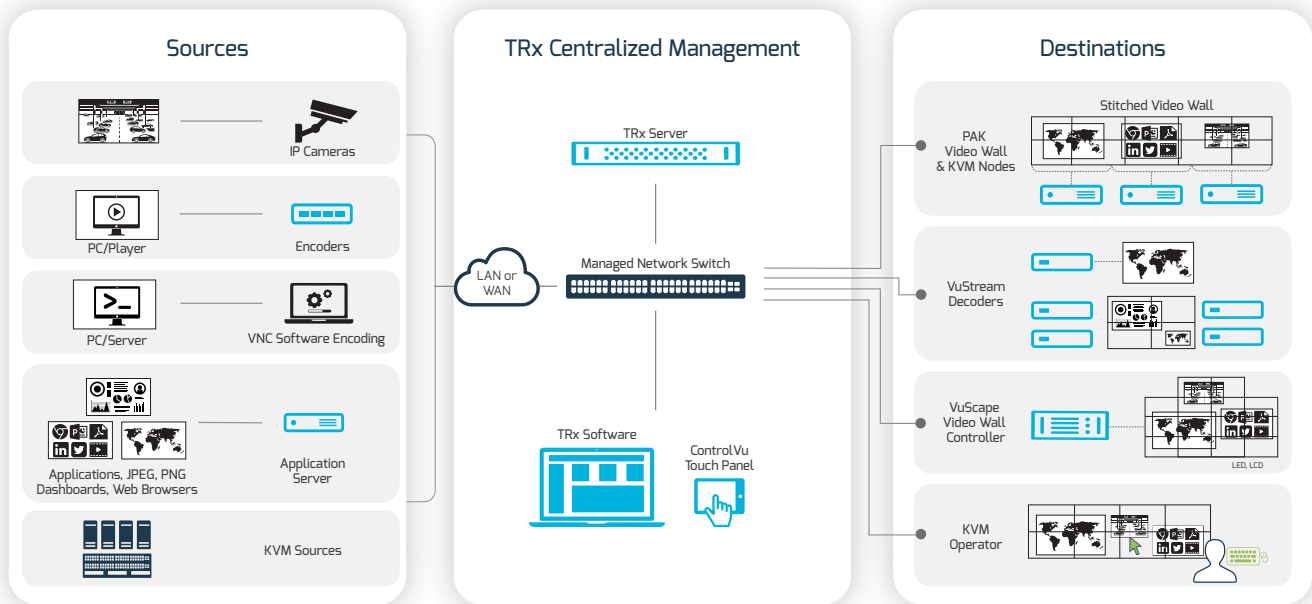 Sources
IP Cameras
PC/Player
Encoders
PC/Server
VNC Software Encoding
Applications, JPEG, PNG
Dashboards, Web Browsers
Application
Server
KVM Sources
TRx Centralized Management
TRx Server
LAN or
WAN
Managed Network Switch
TRx Software
ControlVu
Touch Panel
Destinations
PAK
Video Wall
& KVM Nodes
Stitched Video Wall
VuStream
Decoders
VuScape
Video Wall
Controller
LED, LCD
KVM
Operator